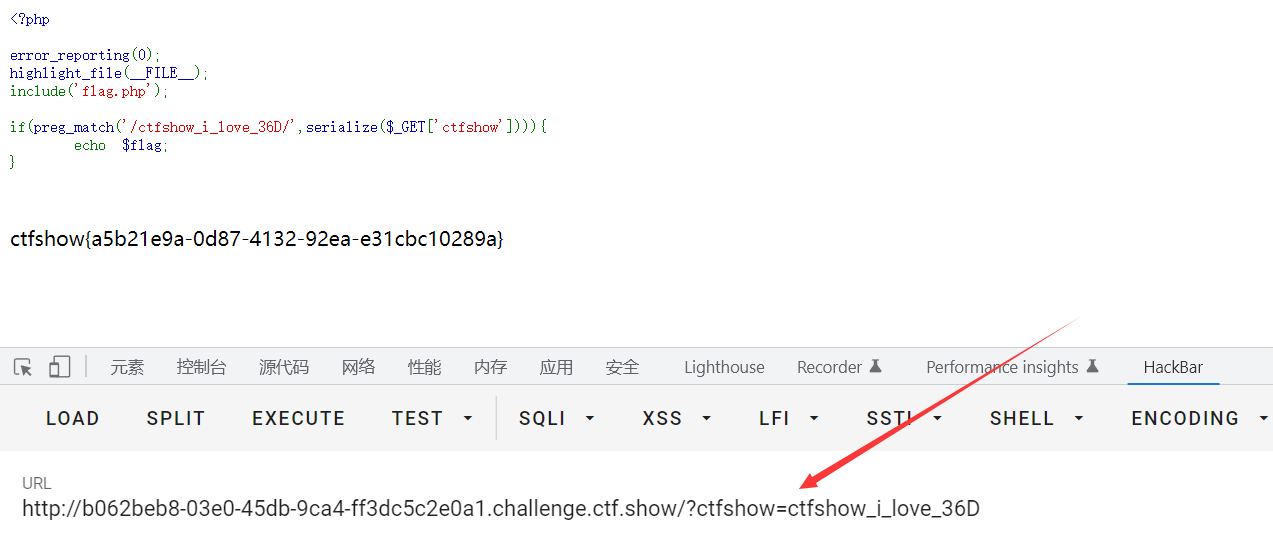 <?php
error_reporting(0);
highlight_file(__FILE__);
include('flag.php');
if(preg_match('/ctfshow_i_love_36D/',serialize($_GET['ctfshow']))){
        echo  $flag;
}
ctfshow{a5b21e9a-0d87-4132-92ea-e31cbc10289a}
元素 控制台 源代码 网络 性能 内存 应用 安全 Lighthouse Recorder Performance insights HackBar
LOAD SPLIT EXECUTE TEST SQLI XSS LFI SSTI SHELL ENCODING
URL
http://b062beb8-03e0-45db-9ca4-ff3dc5c2e0a1.challenge.ctf.show/?ctfshow=ctfshow_i_love_36D